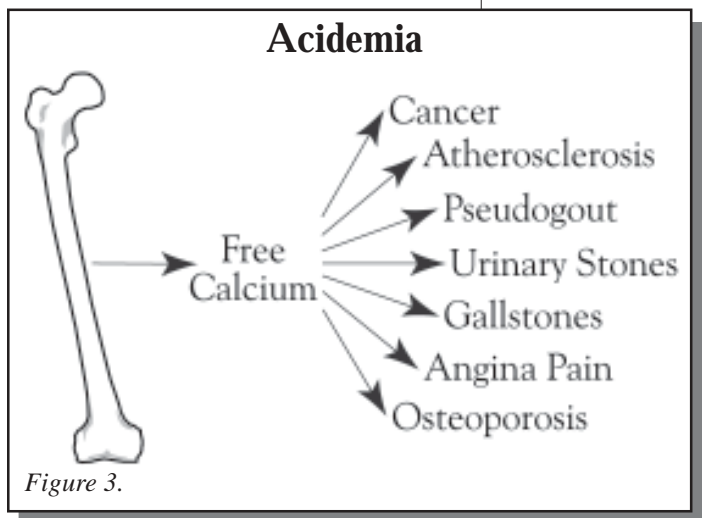 Acidemia
Free
Calcium
Cancer
Atherosclerosis
Pseudogout
Urinary Stones
Gallstones
Angina Pain
Osteoporosis
Figure 3.